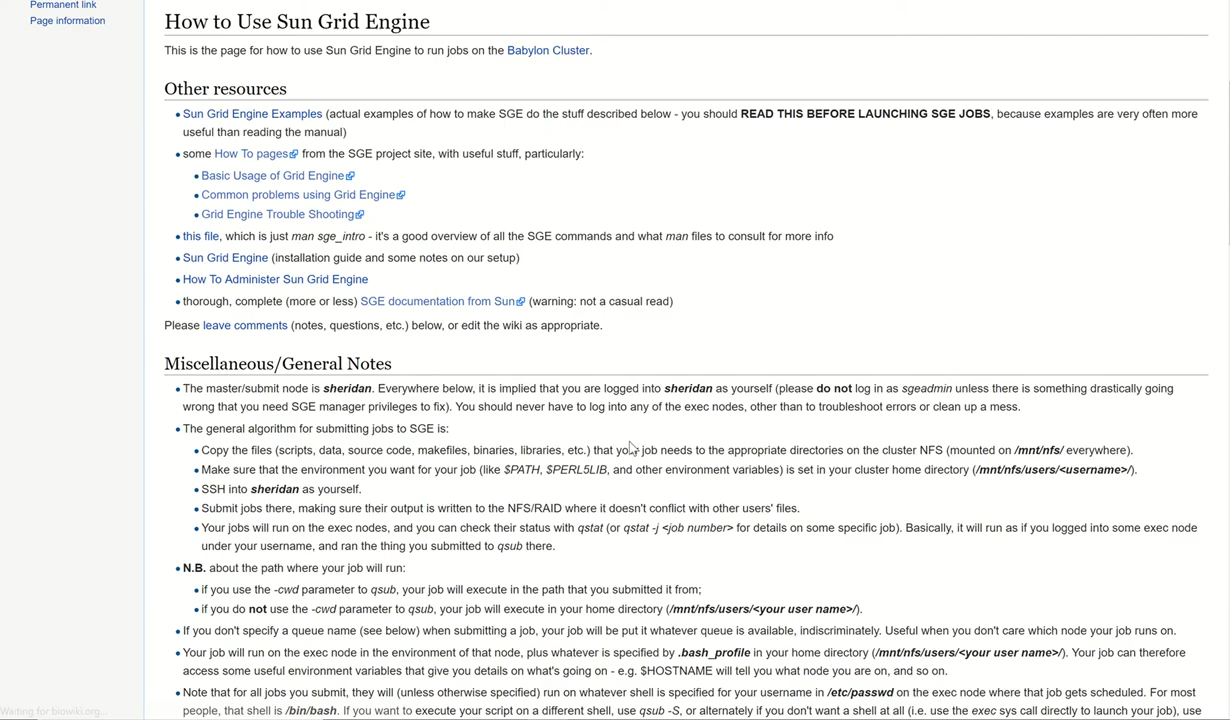 Permanent link
Page information
How to Use Sun Grid Engine
This is the page for how to use Sun Grid Engine to run jobs on the Babylon Cluster.
Other resources
Sun Grid Engine Examples (actual examples of how to make SGE do the stuff described below - you should READ THIS BEFORE LAUNCHING SGE JOBS, because examples are very often more
useful than reading the manual)
some How To pages from the SGE project site, with useful stuff, particularly:
Basic Usage of Grid Engine
Common problems using Grid Engine
Grid Engine Trouble Shooting
this file, which is just man sge_intro - it's a good overview of all the SGE commands and what man files to consult for more info
Sun Grid Engine (installation guide and some notes on our setup)
How To Administer Sun Grid Engine
thorough, complete (more or less) SGE documentation from Sun (warning: not a casual read)
Please leave comments (notes, questions, etc.) below, or edit the wiki as appropriate.
Miscellaneous/General Notes
The master/submit node is sheridan. Everywhere below, it is implied that you are logged into sheridan as yourself (please do not log in as sgeadmin unless there is something drastically going
wrong that you need SGE manager privileges to fix). You should never have to log into any of the exec nodes, other than to troubleshoot errors or clean up a mess.
The general algorithm for submitting jobs to SGE is:
Copy the files (scripts, data, source code, makefiles, binaries, libraries, etc.) that your job needs to the appropriate directories on the cluster NFS (mounted on /mnt/nfs/ everywhere).
Make sure that the environment you want for your job (like $PATH, $PERL5LIB, and other environment variables) is set in your cluster home directory (/mnt/nfs/users/<username>/).
SSH into sheridan as yourself.
Submit jobs there, making sure their output is written to the NFS/RAID where it doesn't conflict with other users' files.
Your jobs will run on the exec nodes, and you can check their status with qstat (or qstat -j <job number> for details on some specific job). Basically, it will run as if you logged into some exec node
under your username, and ran the thing you submitted to qsub there.
N.B. about the path where your job will run:
if you use the -cwd parameter to qsub, your job will execute in the path that you submitted it from;
if you do not use the -cwd parameter to qsub, your job will execute in your home directory (/mnt/nfs/users/<your user name>/).
If you don't specify a queue name (see below) when submitting a job, your job will be put it whatever queue is available, indiscriminately. Useful when you don't care which node your job runs on.
Your job will run on the exec node in the environment of that node, plus whatever is specified by .bash_profile in your home directory (/mnt/nfs/users/<your user name>/). Your job can therefore
access some useful environment variables that give you details on what's going on - e.g. $HOSTNAME will tell you what node you are on, and so on.
Note that for all jobs you submit, they will (unless otherwise specified) run on whatever shell is specified for your username in /etc/passwd on the exec node where that job gets scheduled. For most
people, that shell is /bin/bash. If you want to execute your script on a different shell, use qsub -S, or alternately if you don't want a shell at all (i.e. use the exec sys call directly to launch your job), use
Waiting for biowiki.org...